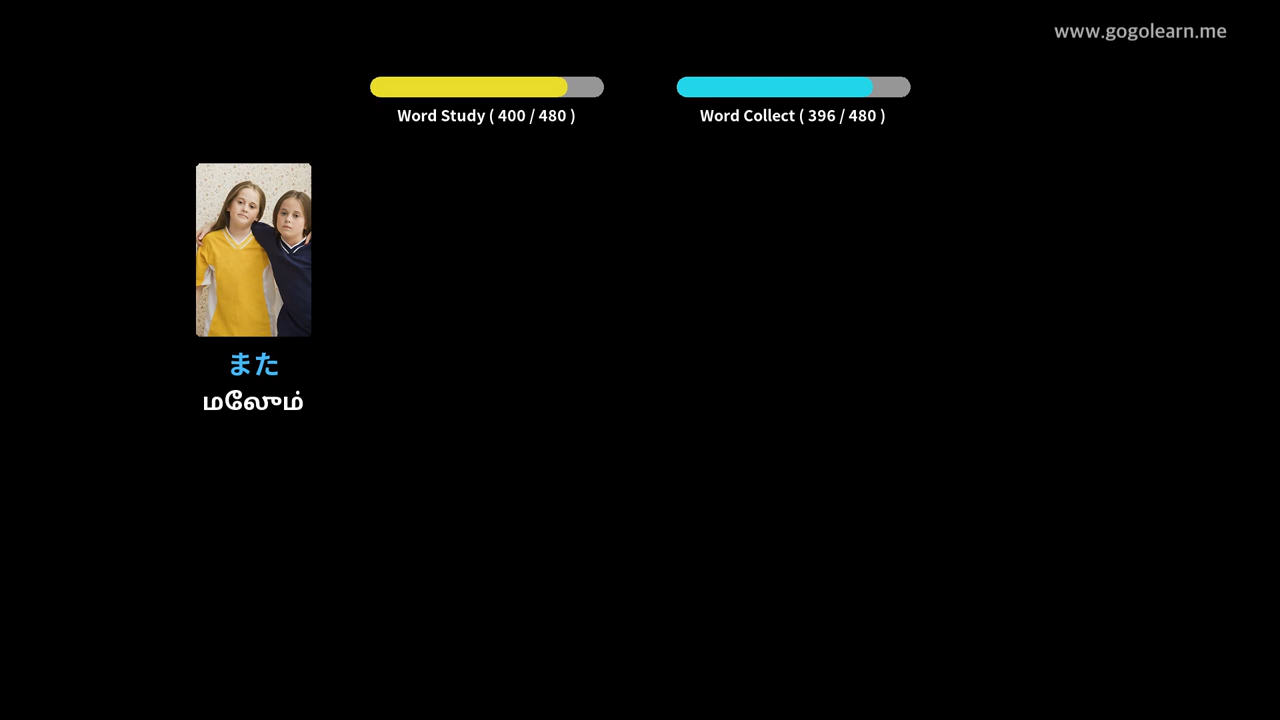 www.gogolearn.me
Word Study ( 400 / 480 )
Word Collect ( 396 / 480 )
また
மலேும்